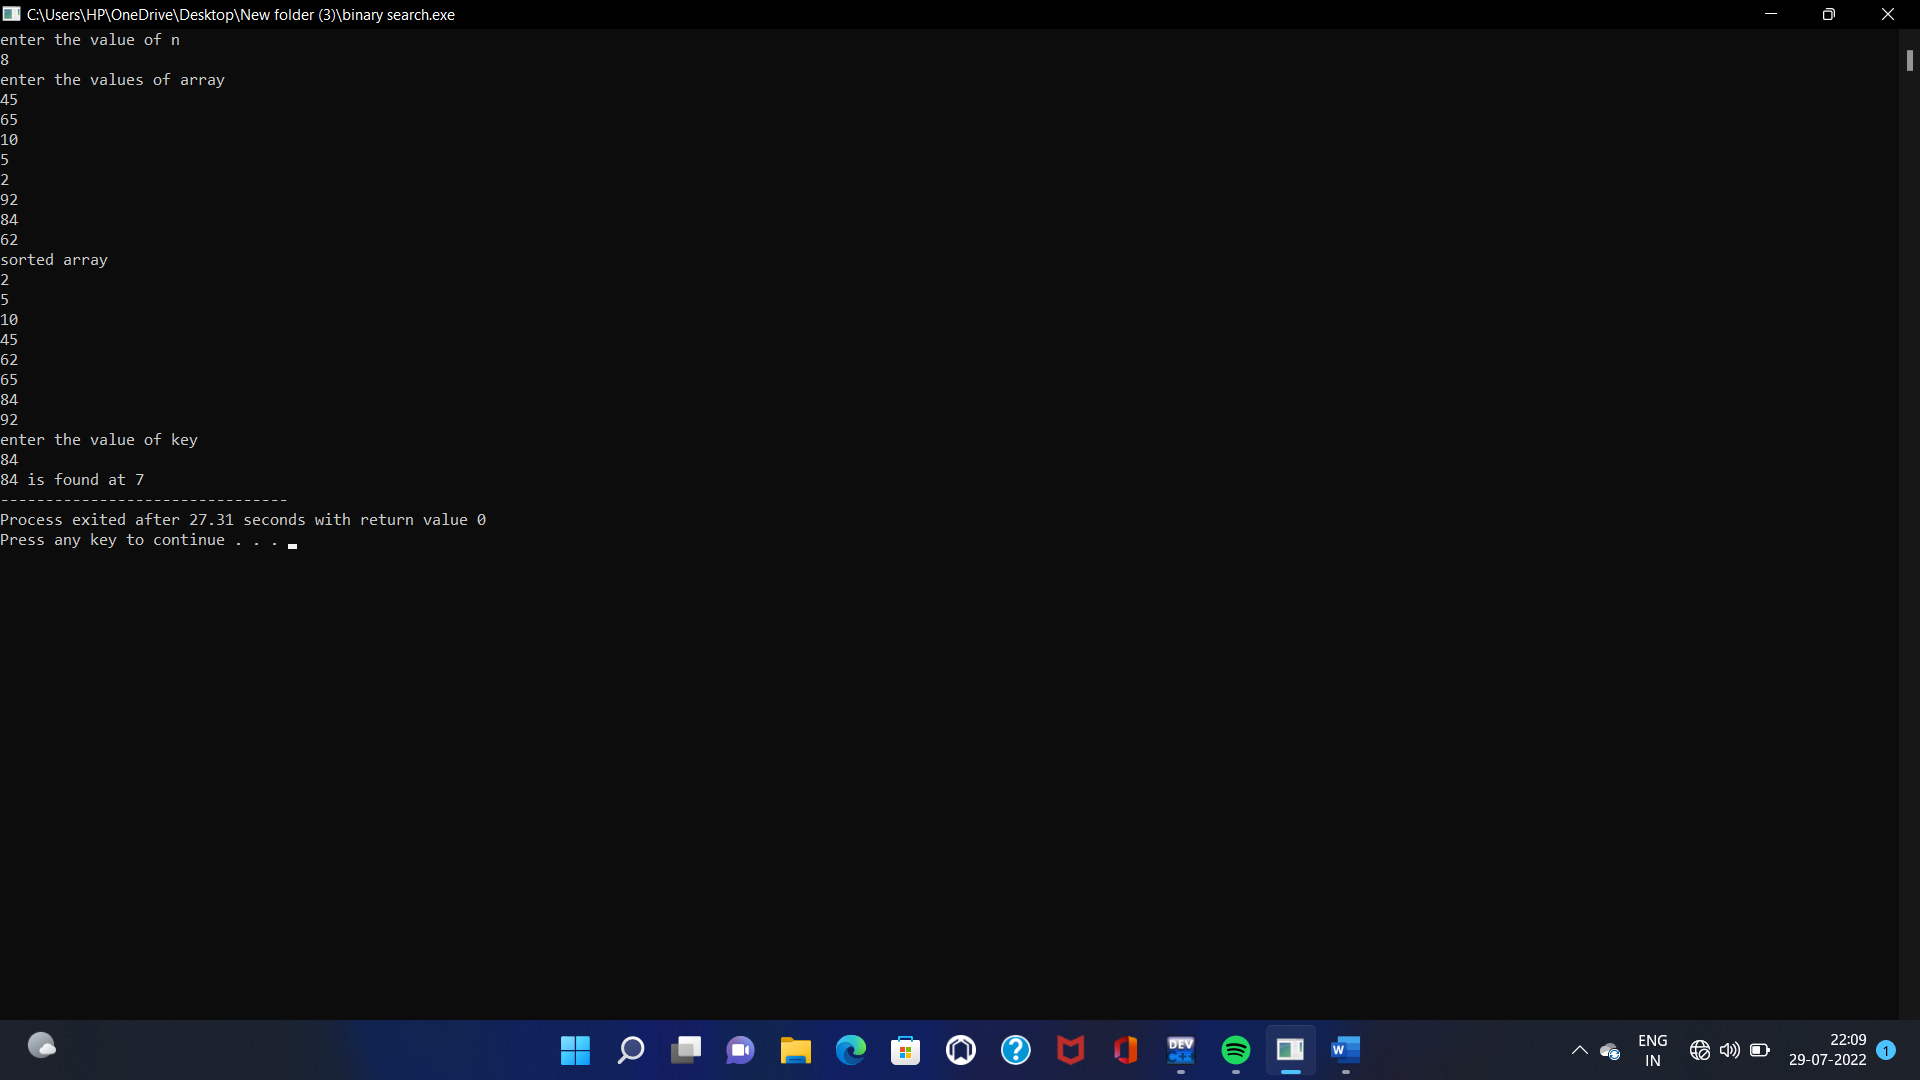 C:\Users\HP\OneDrive\Desktop\New folder (3)\binary search.exe
enter the value of n
8
enter the values of array
45
65
10
5
2
92
84
62
sorted array
2
5
10
45
62
65
84
92
enter the value of key
84
84 is found at 7
--------------------------------
Process exited after 27.31 seconds with return value 0
Press any key to continue . . .
DEV
C++
W
ENG
IN
22:09
29-07-2022
1